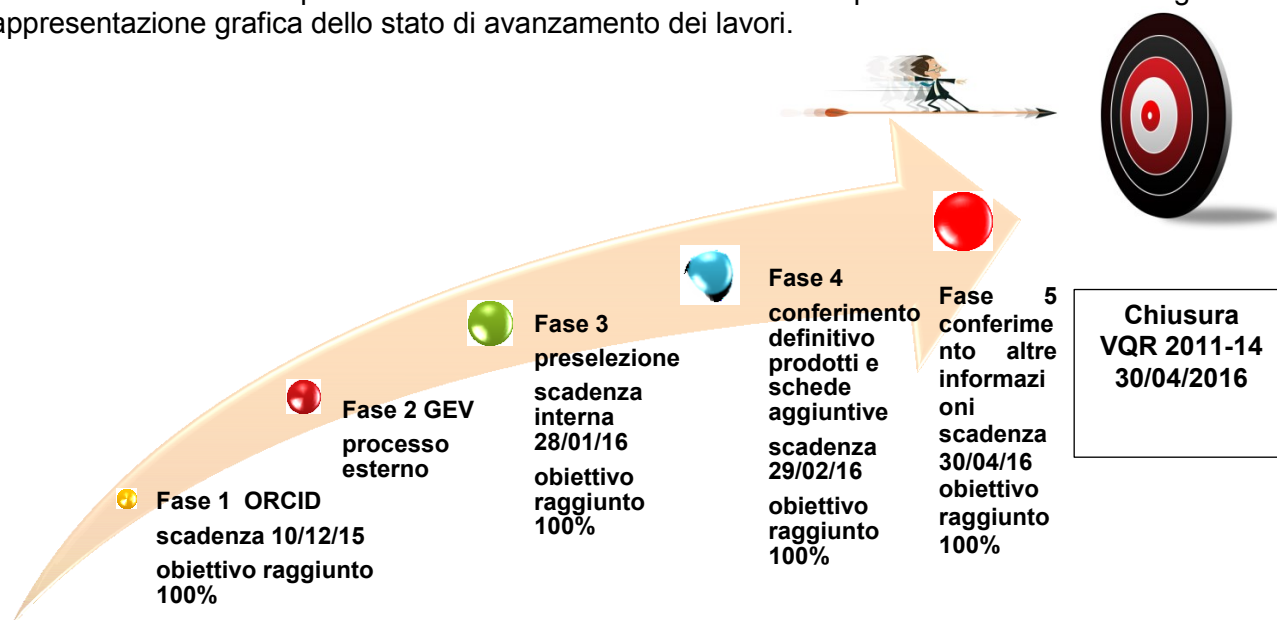 appresentazione grafica dello stato di avanzamento dei lavori.
Fase 1 ORCID
scadenza 10/12/15
obiettivo raggiunto
100%
Fase 2 GEV
processo
esterno
Fase 3
preselezione
scadenza
interna
28/01/16
obiettivo
raggiunto
100%
Fase 4
conferimento
definitivo
prodotti e
schede
aggiuntive
scadenza
29/02/16
obiettivo
raggiunto
100%
Fase 5
conferime
nto altre
informazi
oni
scadenza
30/04/16
obiettivo
raggiunto
100%
Chiusura
VQR 2011-14
30/04/2016